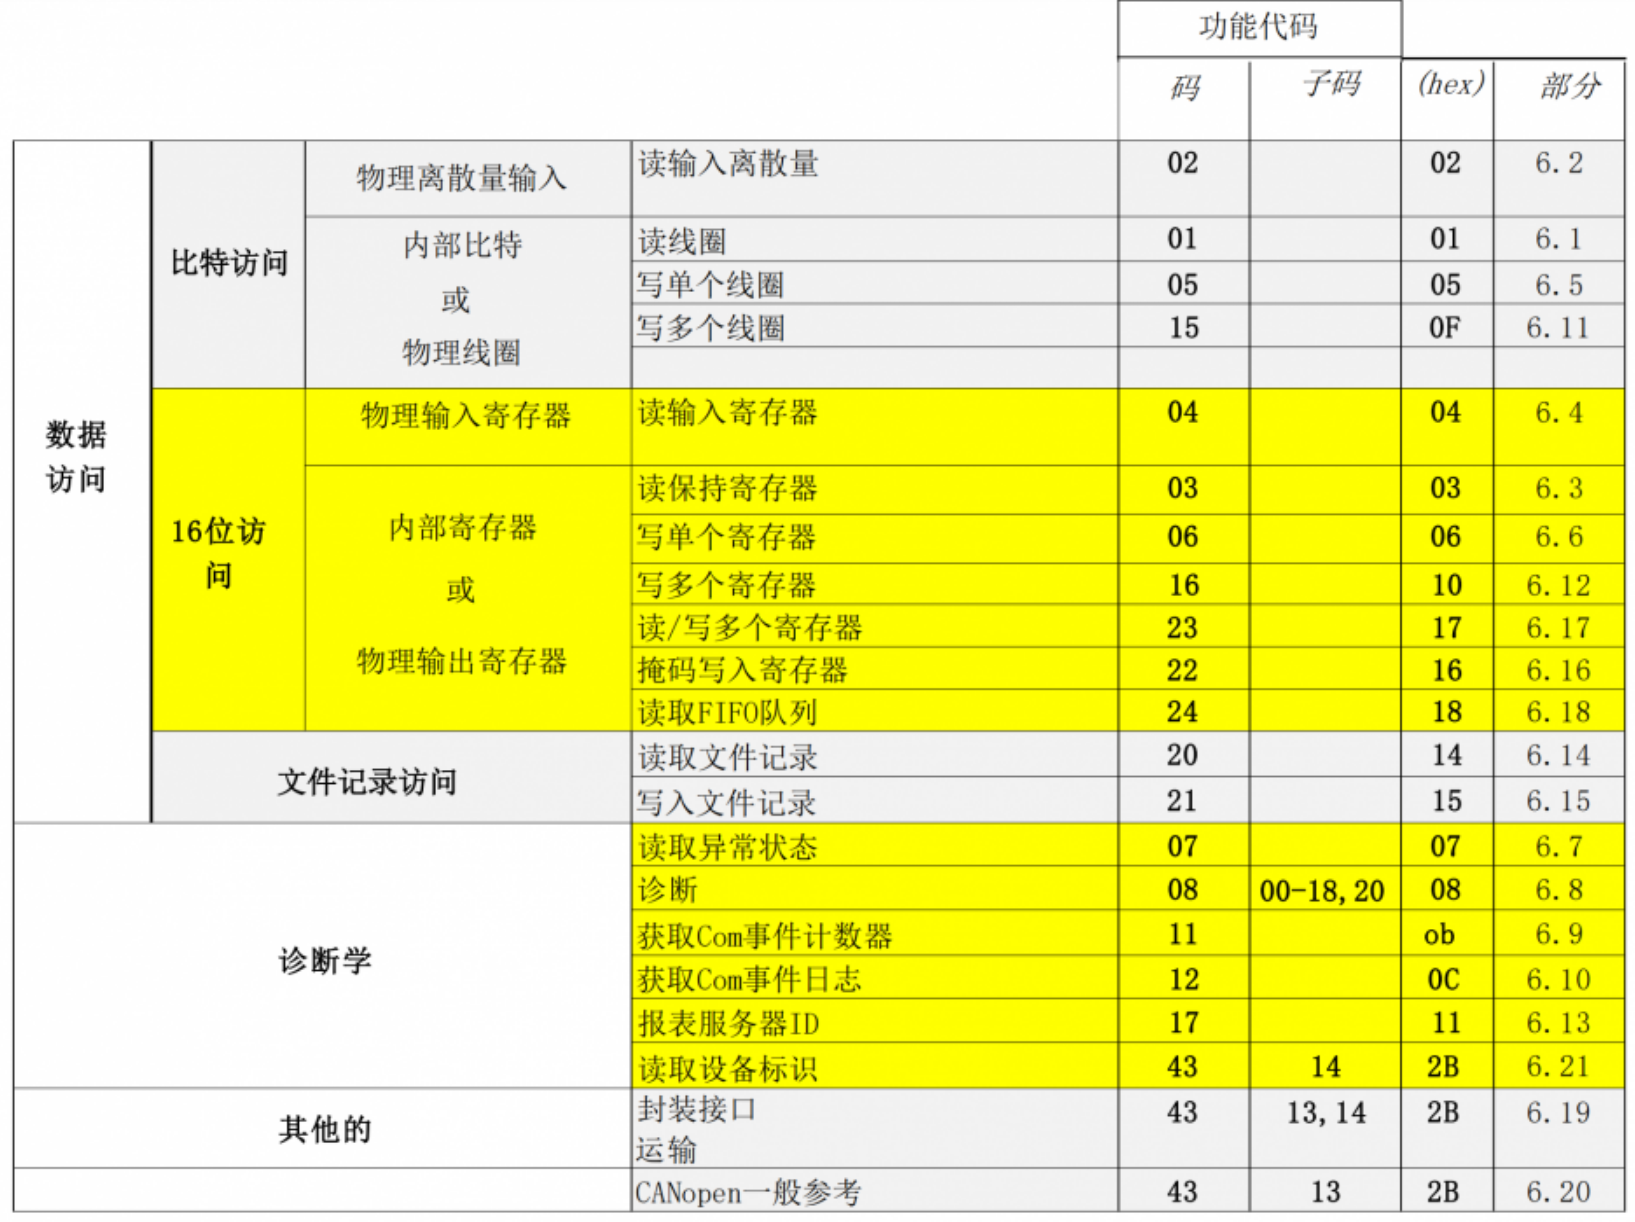 功能代码
码 子码 (hex) 部分
数据
访问
比特访问
物理离散量输入
读输入离散量 02 02 6.2
内部比特
或
物理线圈
读线圈 01 01 6.1
写单个线圈 05 05 6.5
写多个线圈 15 0F 6.11
16位访
问
物理输入寄存器
读输入寄存器 04 04 6.4
内部寄存器
或
物理输出寄存器
读保持寄存器 03 03 6.3
写单个寄存器 06 06 6.6
写多个寄存器 16 10 6.12
读/写多个寄存器 23 17 6.17
掩码写入寄存器 22 16 6.16
读取FIFO队列 24 18 6.18
文件记录访问
读取文件记录 20 14 6.14
写入文件记录 21 15 6.15
诊断学
读取异常状态 07 07 6.7
诊断 08 00-18,20 08 6.8
获取Com事件计数器 11 ob 6.9
获取Com事件日志 12 0C 6.10
报表服务器ID 17 11 6.13
读取设备标识 43 14 2B 6.21
其他的
封装接口 43 13,14 2B 6.19
运输
CANopen一般参考 43 13 2B 6.20